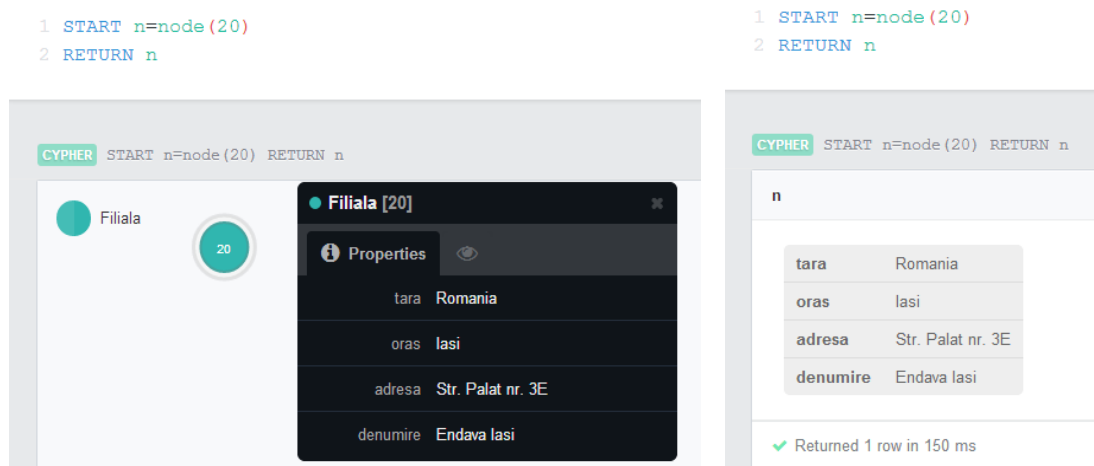 1 START n=node(20)
2 RETURN n
CYPHER START n=node(20) RETURN n
Filiala
20
Filiala [20]
Properties
tara Romania
oras Iasi
adresa Str. Palat nr. 3E
denumire Endava Iasi
1 START n=node(20)
2 RETURN n
CYPHER START n=node(20) RETURN n
n
tara Romania
oras Iasi
adresa Str. Palat nr. 3E
denumire Endava Iasi
Returned 1 row in 150 ms